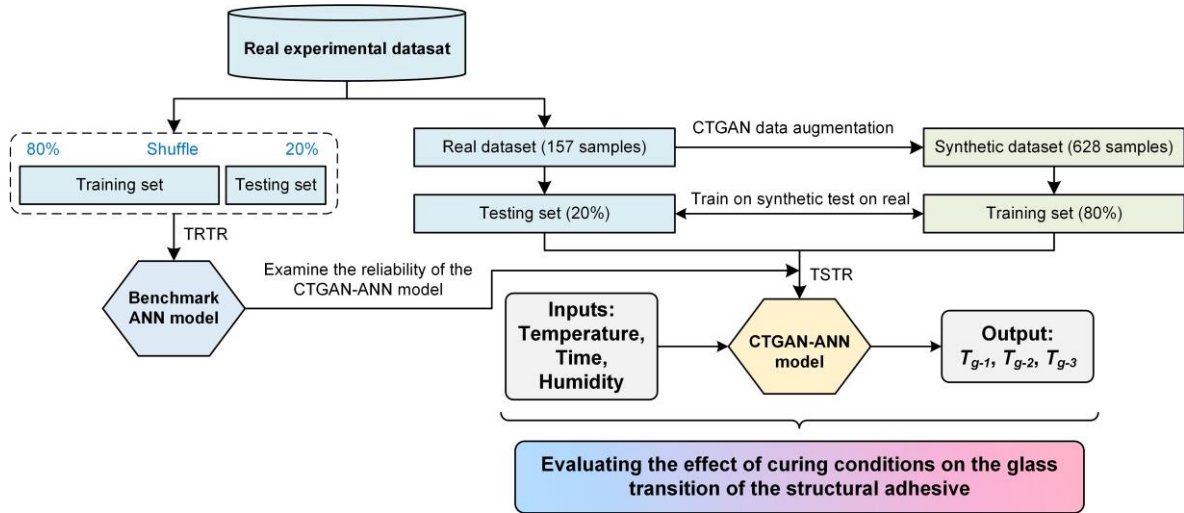 Real experimental datasat
80% Shuffle 20%
Training set
Testing set
TRTR
Benchmark
ANN model
Real dataset (157 samples)
CTGAN data augmentation
Synthetic dataset (628 samples)
Testing set (20%)
Train on synthetic test on real
Training set (80%)
Examine the reliability of the
CTGAN-ANN model
TSTR
Inputs:
Temperature,
Time,
Humidity
CTGAN-ANN
model
Output:
Tg-1, Tg-2, Tg-3
Evaluating the effect of curing conditions on the glass
transition of the structural adhesive